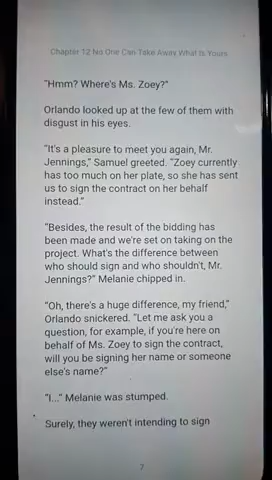 Chapter 12 No One Can Take Away What Is Yours
"Hmm? Where's Ms. Zoey?"
Orlando looked up at the few of them with
disgust in his eyes.
"It's a pleasure to meet you again, Mr.
Jennings," Samuel greeted. "Zoey currently
has too much on her plate, so she has sent
us to sign the contract on her behalf
instead."
"Besides, the result of the bidding has
been made and we're set on taking on the
project. What's the difference between
who should sign and who shouldn't, Mr.
Jennings?" Melanie chipped in.
"Oh, there's a huge difference, my friend,"
Orlando snickered. "Let me ask you a
question, for example, if you're here on
behalf of Ms. Zoey to sign the contract,
will you be signing her name or someone
else's name?"
"I..." Melanie was stumped.
Surely, they weren't intending to sign
7